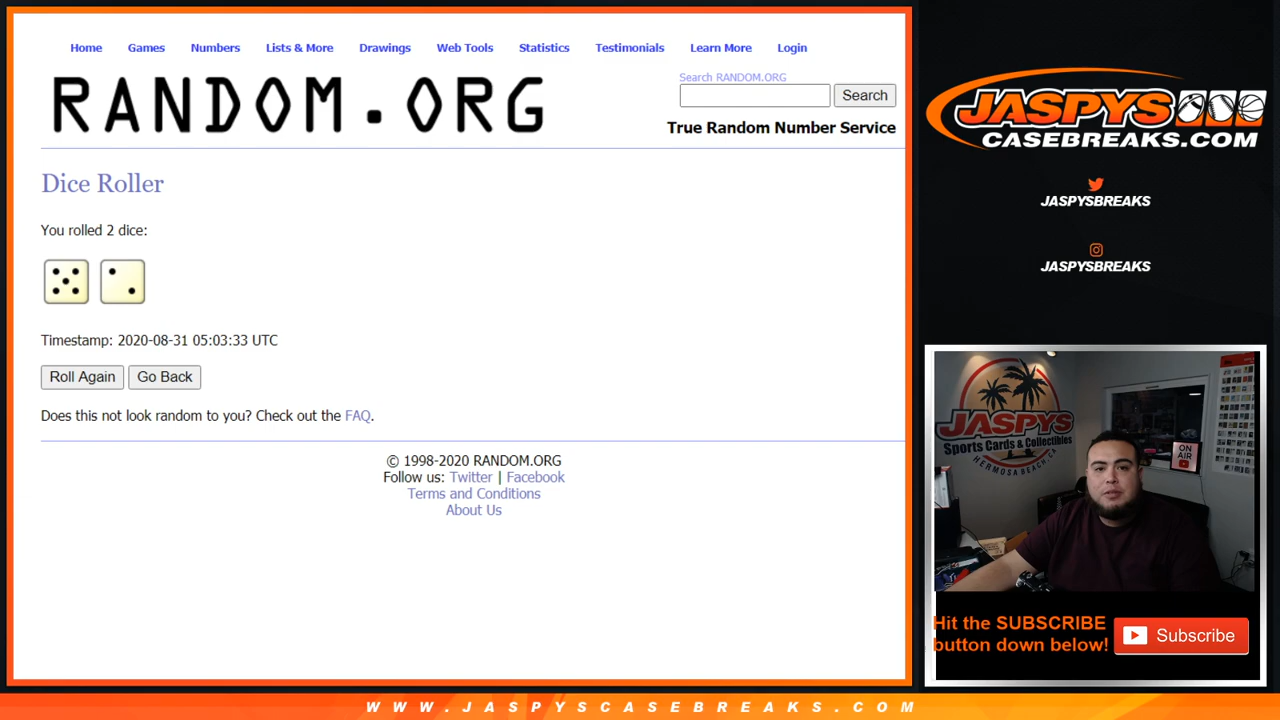 Home Games Numbers Lists & More Drawings Web Tools Statistics Testimonials Learn More Login
RANDOM.ORG
Search RANDOM.ORG
Search
True Random Number Service
Dice Roller
You rolled 2 dice:
Timestamp: 2020-08-31 05:03:33 UTC
Roll Again Go Back
Does this not look random to you? Check out the FAQ.
© 1998-2020 RANDOM.ORG
Follow us: Twitter | Facebook
Terms and Conditions
About Us
JASPYS
CASEBREAKS.COM
JASPYSBREAKS
JASPYSBREAKS
JASPYS
Sports Cards & Collectibles
HERMOSA BEACH, CA
ON
AIR
Hit the SUBSCRIBE
button down below!
Subscribe
WWW.JASPYSCASEBREAKS.COM